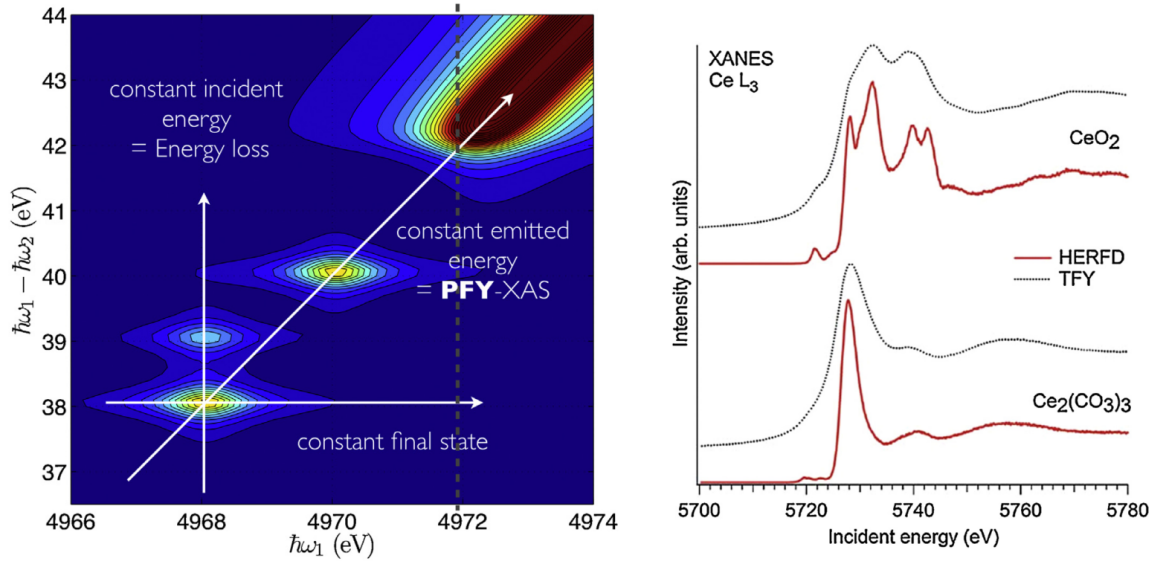 44
43
42
41
40
39
38
37
ħω₁ − ħω₂ (eV)
constant incident
energy
= Energy loss
constant emitted
energy
= PFY-XAS
constant final state
4966
4968
4970
4972
4974
ħω₁ (eV)
XANES
Ce L₃
CeO₂
HERFD
TFY
Ce₂(CO₃)₃
Intensity (arb. units)
5700
5720
5740
5760
5780
Incident energy (eV)